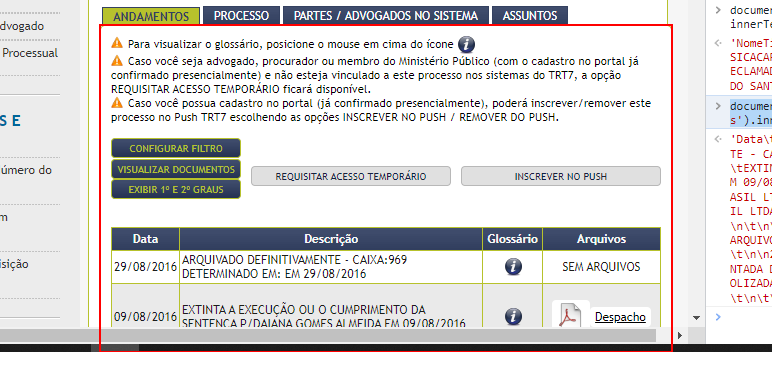 ANDAMENTOS PROCESSO PARTES / ADVOGADOS NO SISTEMA ASSUNTOS
dvogado
Processual
S E
úmero do
m
isição
Para visualizar o glossário, posicione o mouse em cima do ícone
Caso você seja advogado, procurador ou membro do Ministério Público (com o cadastro no portal já
confirmado presencialmente) e não esteja vinculado a este processo nos sistemas do TRT7, a opção
REQUISITAR ACESSO TEMPORÁRIO ficará disponível.
Caso você possua cadastro no portal (já confirmado presencialmente), poderá inscrever/remover este
processo no Push TRT7 escolhendo as opções INSCREVER NO PUSH / REMOVER DO PUSH.
CONFIGURAR FILTRO
VISUALIZAR DOCUMENTOS
EXIBIR 1º E 2º GRAUS
REQUISITAR ACESSO TEMPORÁRIO INSCREVER NO PUSH
Data Descrição Glossário Arquivos
29/08/2016 ARQUIVADO DEFINITIVAMENTE - CAIXA:969
DETERMINADO EM: EM 29/08/2016 SEM ARQUIVOS
09/08/2016 EXTINTA A EXECUÇÃO OU O CUMPRIMENTO DA
SENTENÇA P/DAIANA GOMES ALMEIDA EM 09/08/2016 Despacho
docume
innerTe
'NomeTi
SICACAR
ECLAMAD
DO SANT
docume
s').inn
'Data\t
TE - CA
\tEXTIN
M 09/08
ASIL LT
IL LTDA
\n\t\n\
ARQUIVO
\t\n\n2
NTADA D
OLIZADA
\t\n\t\